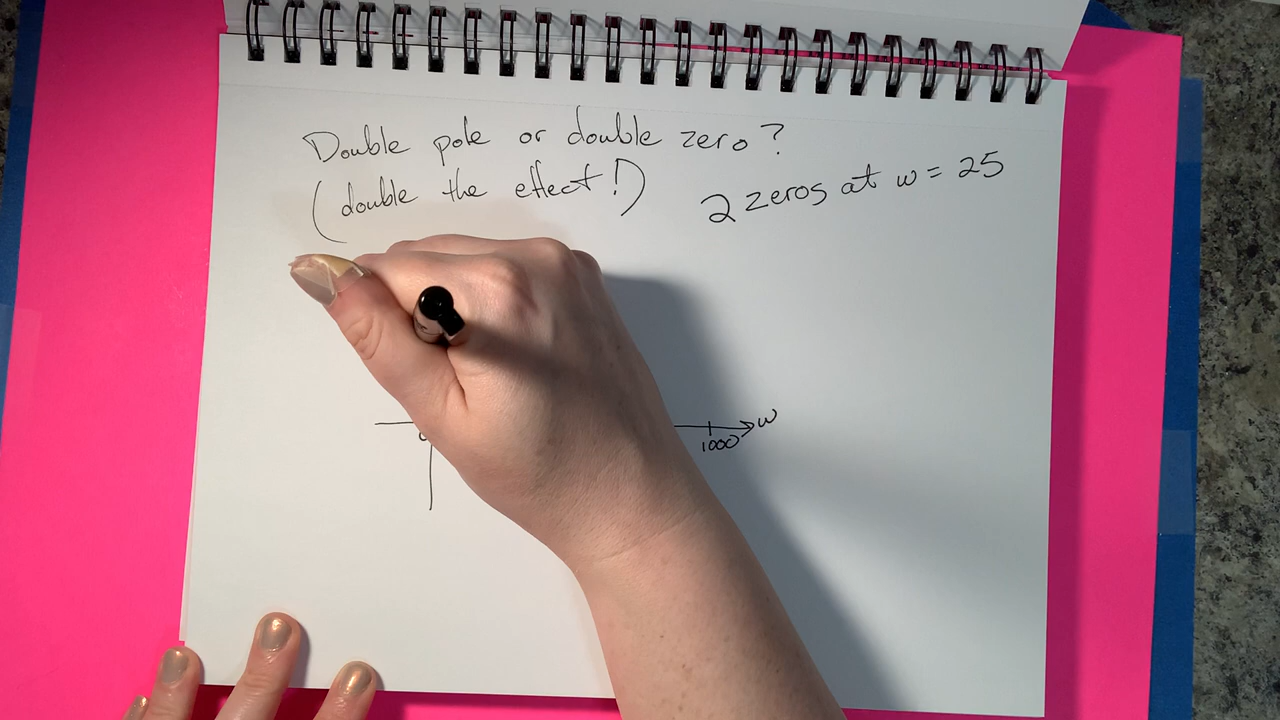 Double pole or double zero?
(double the effect!)
2 zeros at w = 25
w
1000